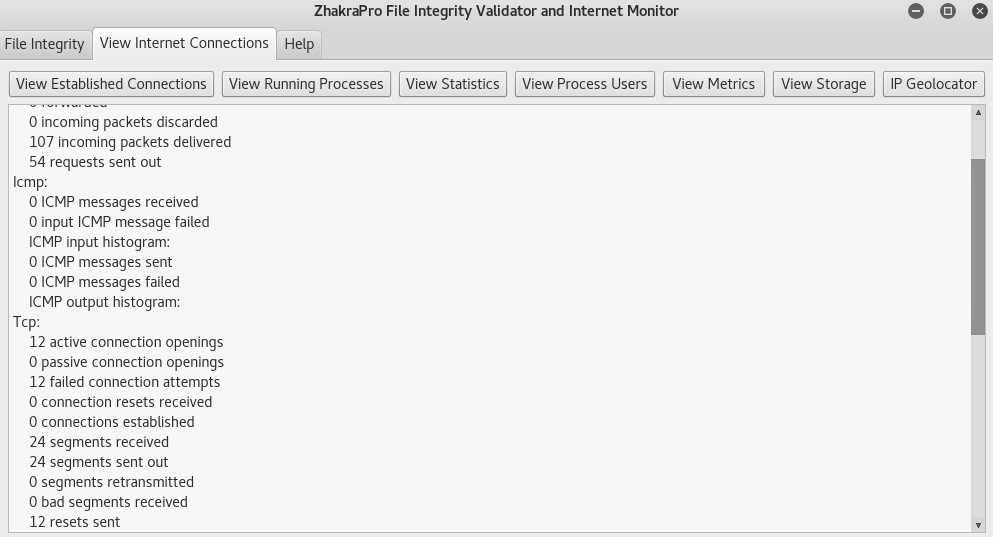 ZhakraPro File Integrity Validator and Internet Monitor
File Integrity View Internet Connections Help
View Established Connections View Running Processes View Statistics View Process Users View Metrics View Storage IP Geolocator
0 forwarded
0 incoming packets discarded
107 incoming packets delivered
54 requests sent out
Icmp:
0 ICMP messages received
0 input ICMP message failed
ICMP input histogram:
0 ICMP messages sent
0 ICMP messages failed
ICMP output histogram:
Tcp:
12 active connection openings
0 passive connection openings
12 failed connection attempts
0 connection resets received
0 connections established
24 segments received
24 segments sent out
0 segments retransmitted
0 bad segments received
12 resets sent